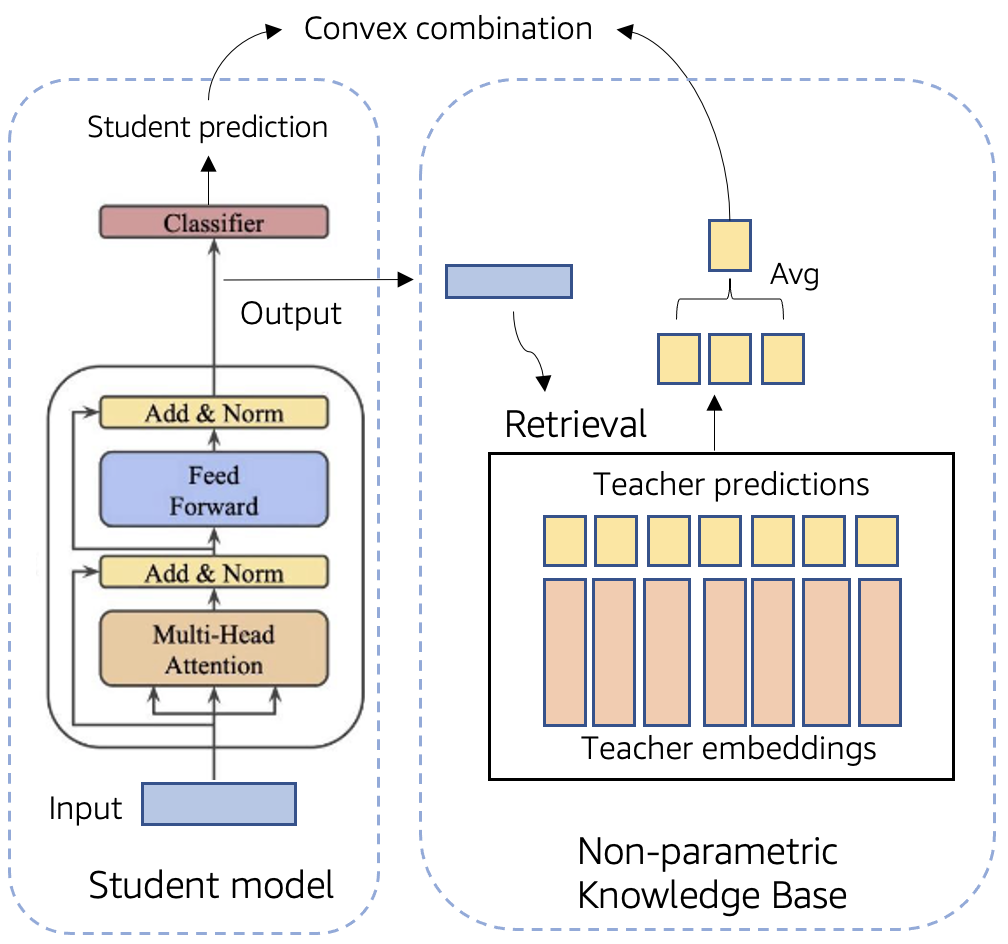 Convex combination
Student prediction
Classifier
Output
Add & Norm
Feed
Forward
Add & Norm
Multi-Head
Attention
Input
Student model
Avg
Retrieval
Teacher predictions
Teacher embeddings
Non-parametric
Knowledge Base